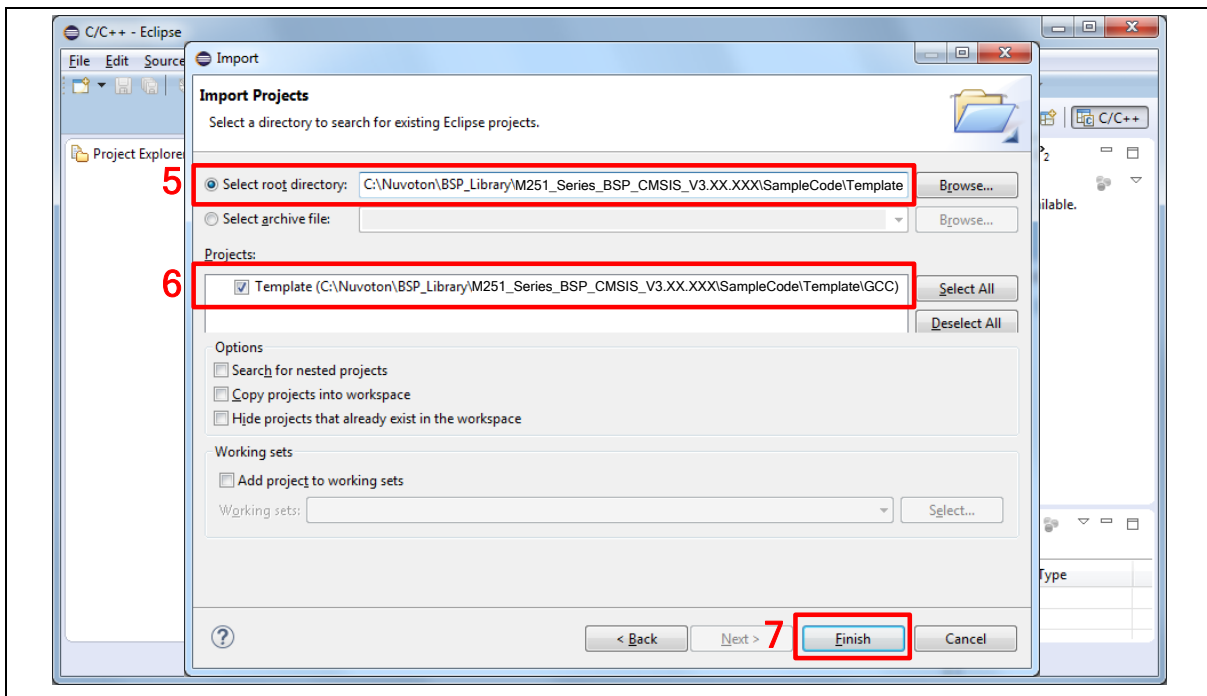 C/C++ - Eclipse
File Edit Source
Import
Import Projects
Select a directory to search for existing Eclipse projects.
C/C++
Project Explorer
5
Select root directory: C:\Nuvoton\BSP_Library\M251_Series_BSP_CMSIS_V3.XX.XXX\SampleCode\Template Browse...
ilable.
Select archive file: Browse...
Projects:
6
Template (C:\Nuvoton\BSP_Library\M251_Series_BSP_CMSIS_V3.XX.XXX\SampleCode\Template\GCC) Select All
Deselect All
Options
Search for nested projects
Copy projects into workspace
Hide projects that already exist in the workspace
Working sets
Add project to working sets
Working sets: Select...
Type
? < Back Next > 7 Finish Cancel